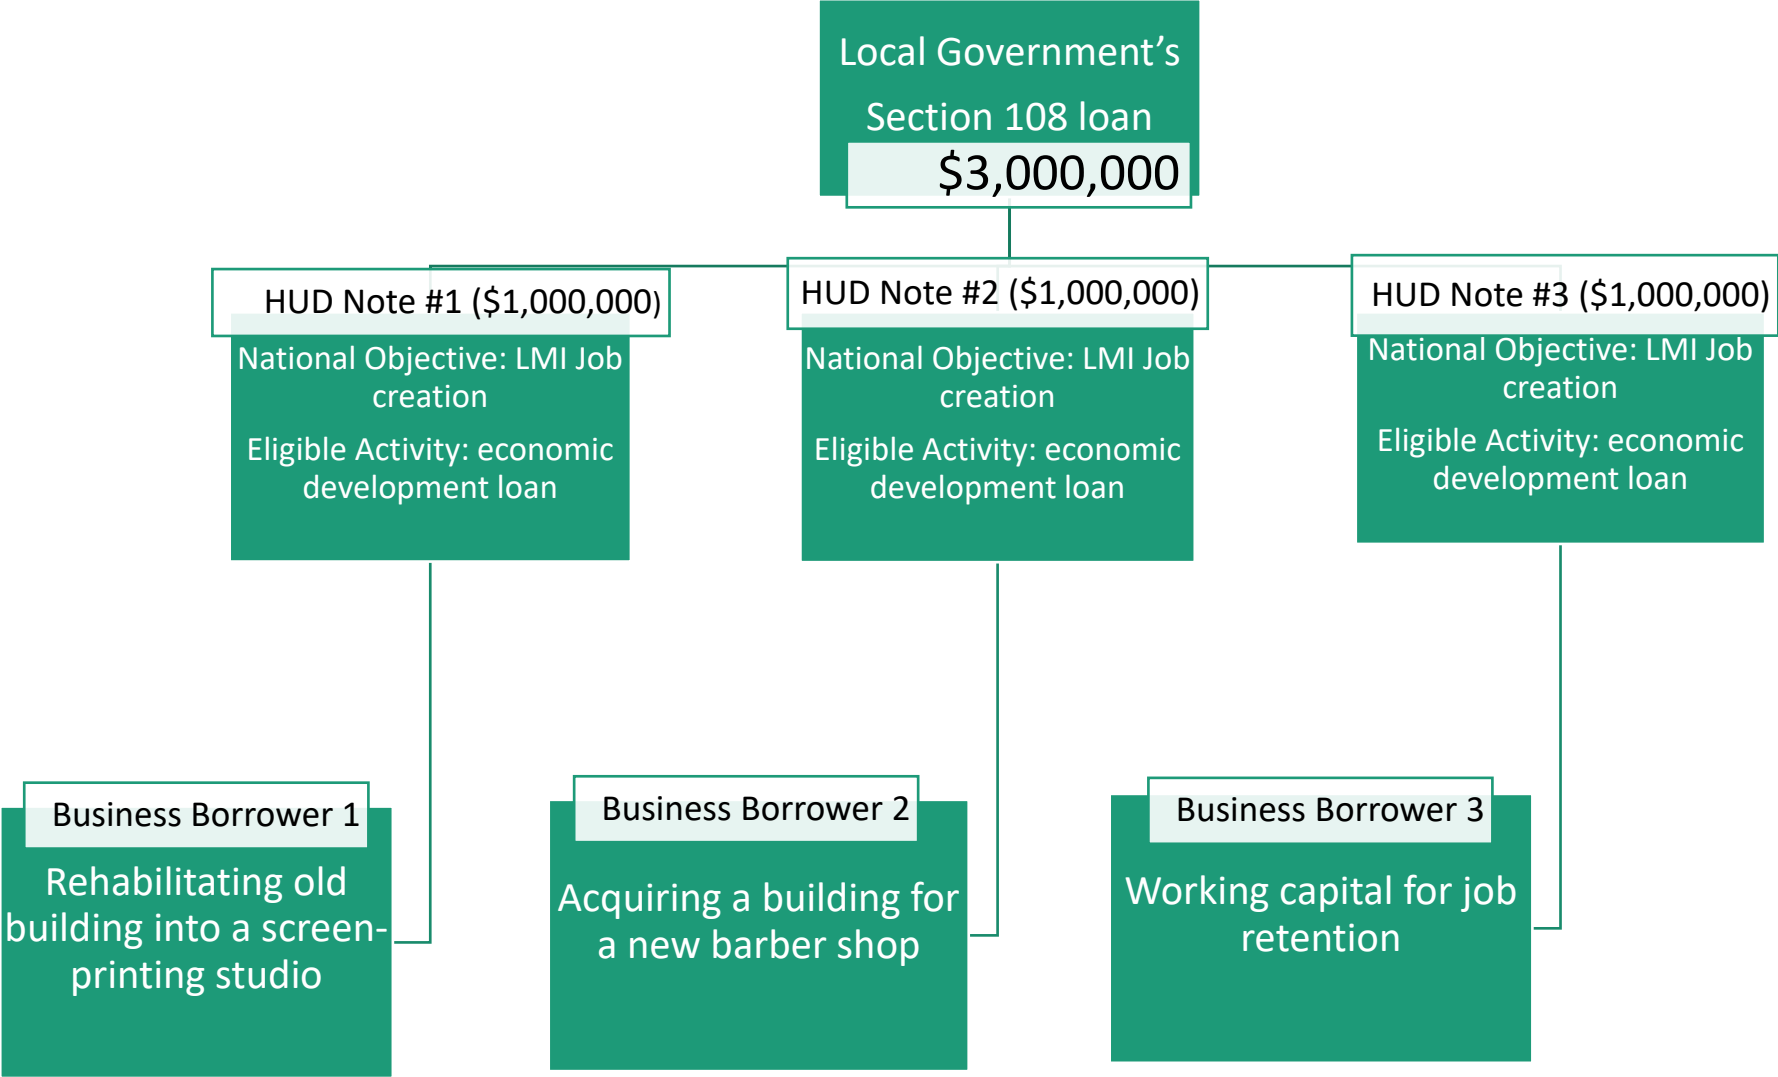 Local Government’s
Section 108 loan
$3,000,000
HUD Note #1 ($1,000,000)
National Objective: LMI Job
creation
Eligible Activity: economic
development loan
HUD Note #2 ($1,000,000)
National Objective: LMI Job
creation
Eligible Activity: economic
development loan
HUD Note #3 ($1,000,000)
National Objective: LMI Job
creation
Eligible Activity: economic
development loan
Business Borrower 1
Rehabilitating old
building into a screen-
printing studio
Business Borrower 2
Acquiring a building for
a new barber shop
Business Borrower 3
Working capital for job
retention